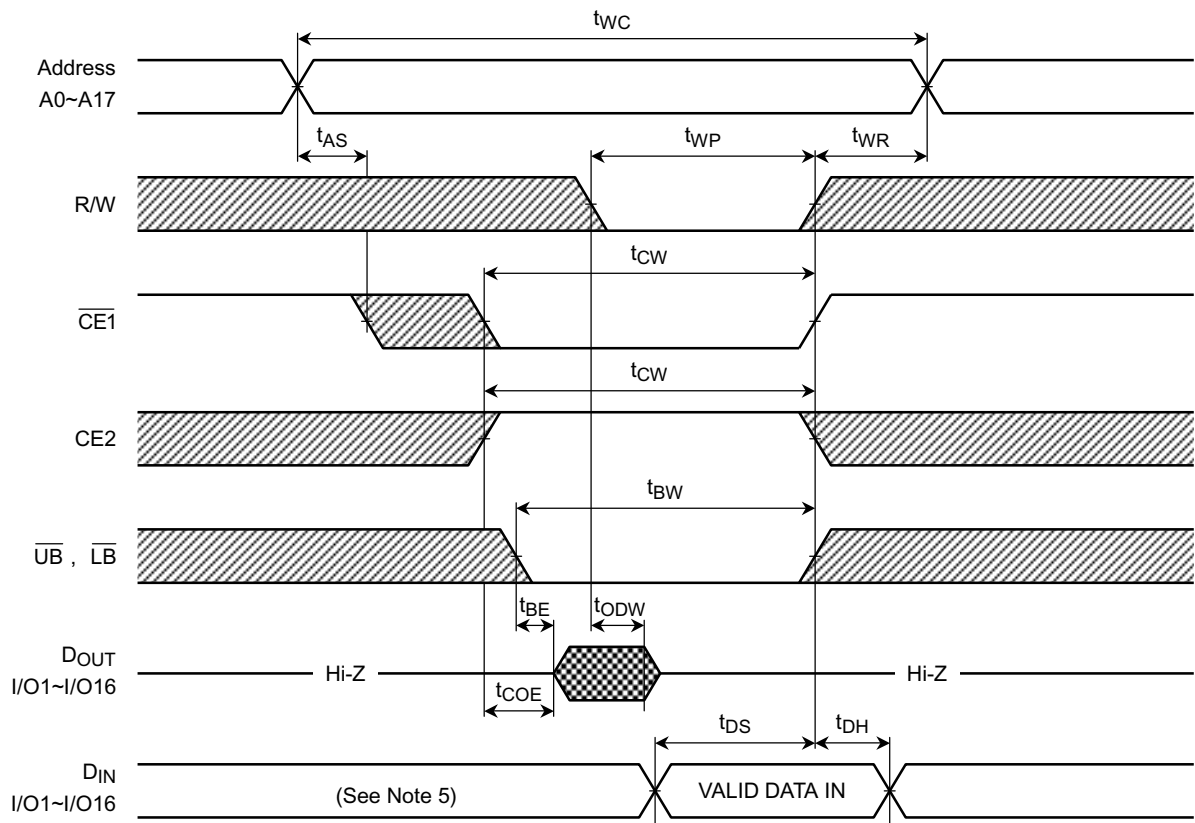 tWC
Address
A0~A17
tAS
tWP
tWR
R/W
tCW
CE1
tCW
CE2
tBW
UB , LB
tBE
tODW
DOUT
I/O1~I/O16
Hi-Z
Hi-Z
tCOE
tDS
tDH
DIN
I/O1~I/O16
(See Note 5)
VALID DATA IN